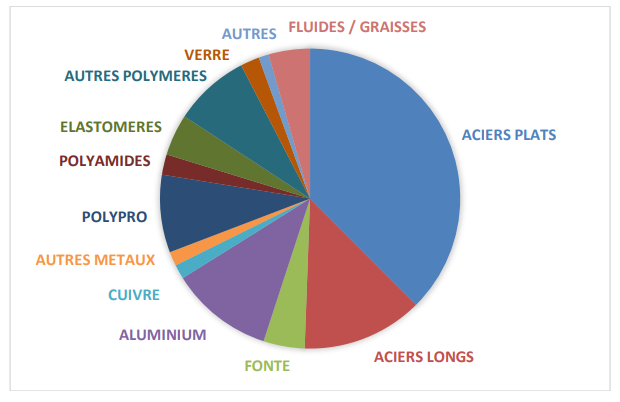 AUTRES
FLUIDES / GRAISSES
VERRE
AUTRES POLYMERES
ACIERS PLATS
ELASTOMERES
POLYAMIDES
POLYPRO
AUTRES METAUX
CUIVRE
ALUMINIUM
ACIERS LONGS
FONTE